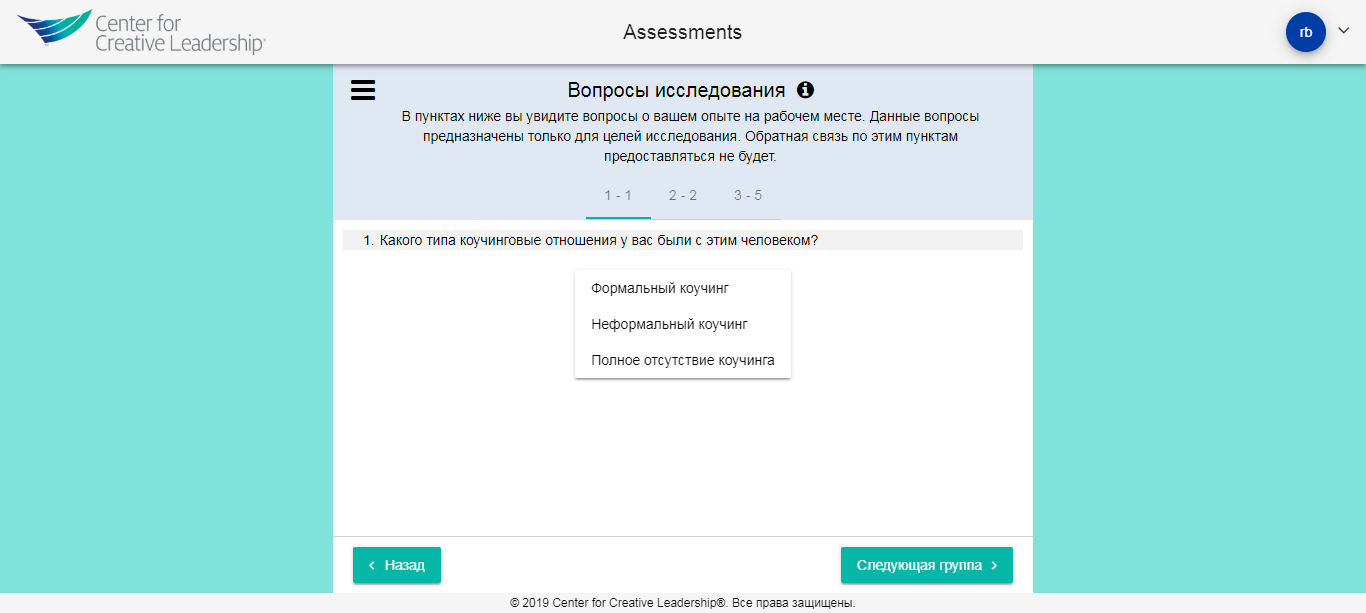 Center for
Creative Leadership®
Assessments
rb
Вопросы исследования
В пунктах ниже вы увидите вопросы о вашем опыте на рабочем месте. Данные вопросы
предназначены только для целей исследования. Обратная связь по этим пунктам
предоставляться не будет.
1 - 1 2 - 2 3 - 5
1. Какого типа коучинговые отношения у вас были с этим человеком?
Формальный коучинг
Неформальный коучинг
Полное отсутствие коучинга
Назад Следующая группа
© 2019 Center for Creative Leadership®. Все права защищены.